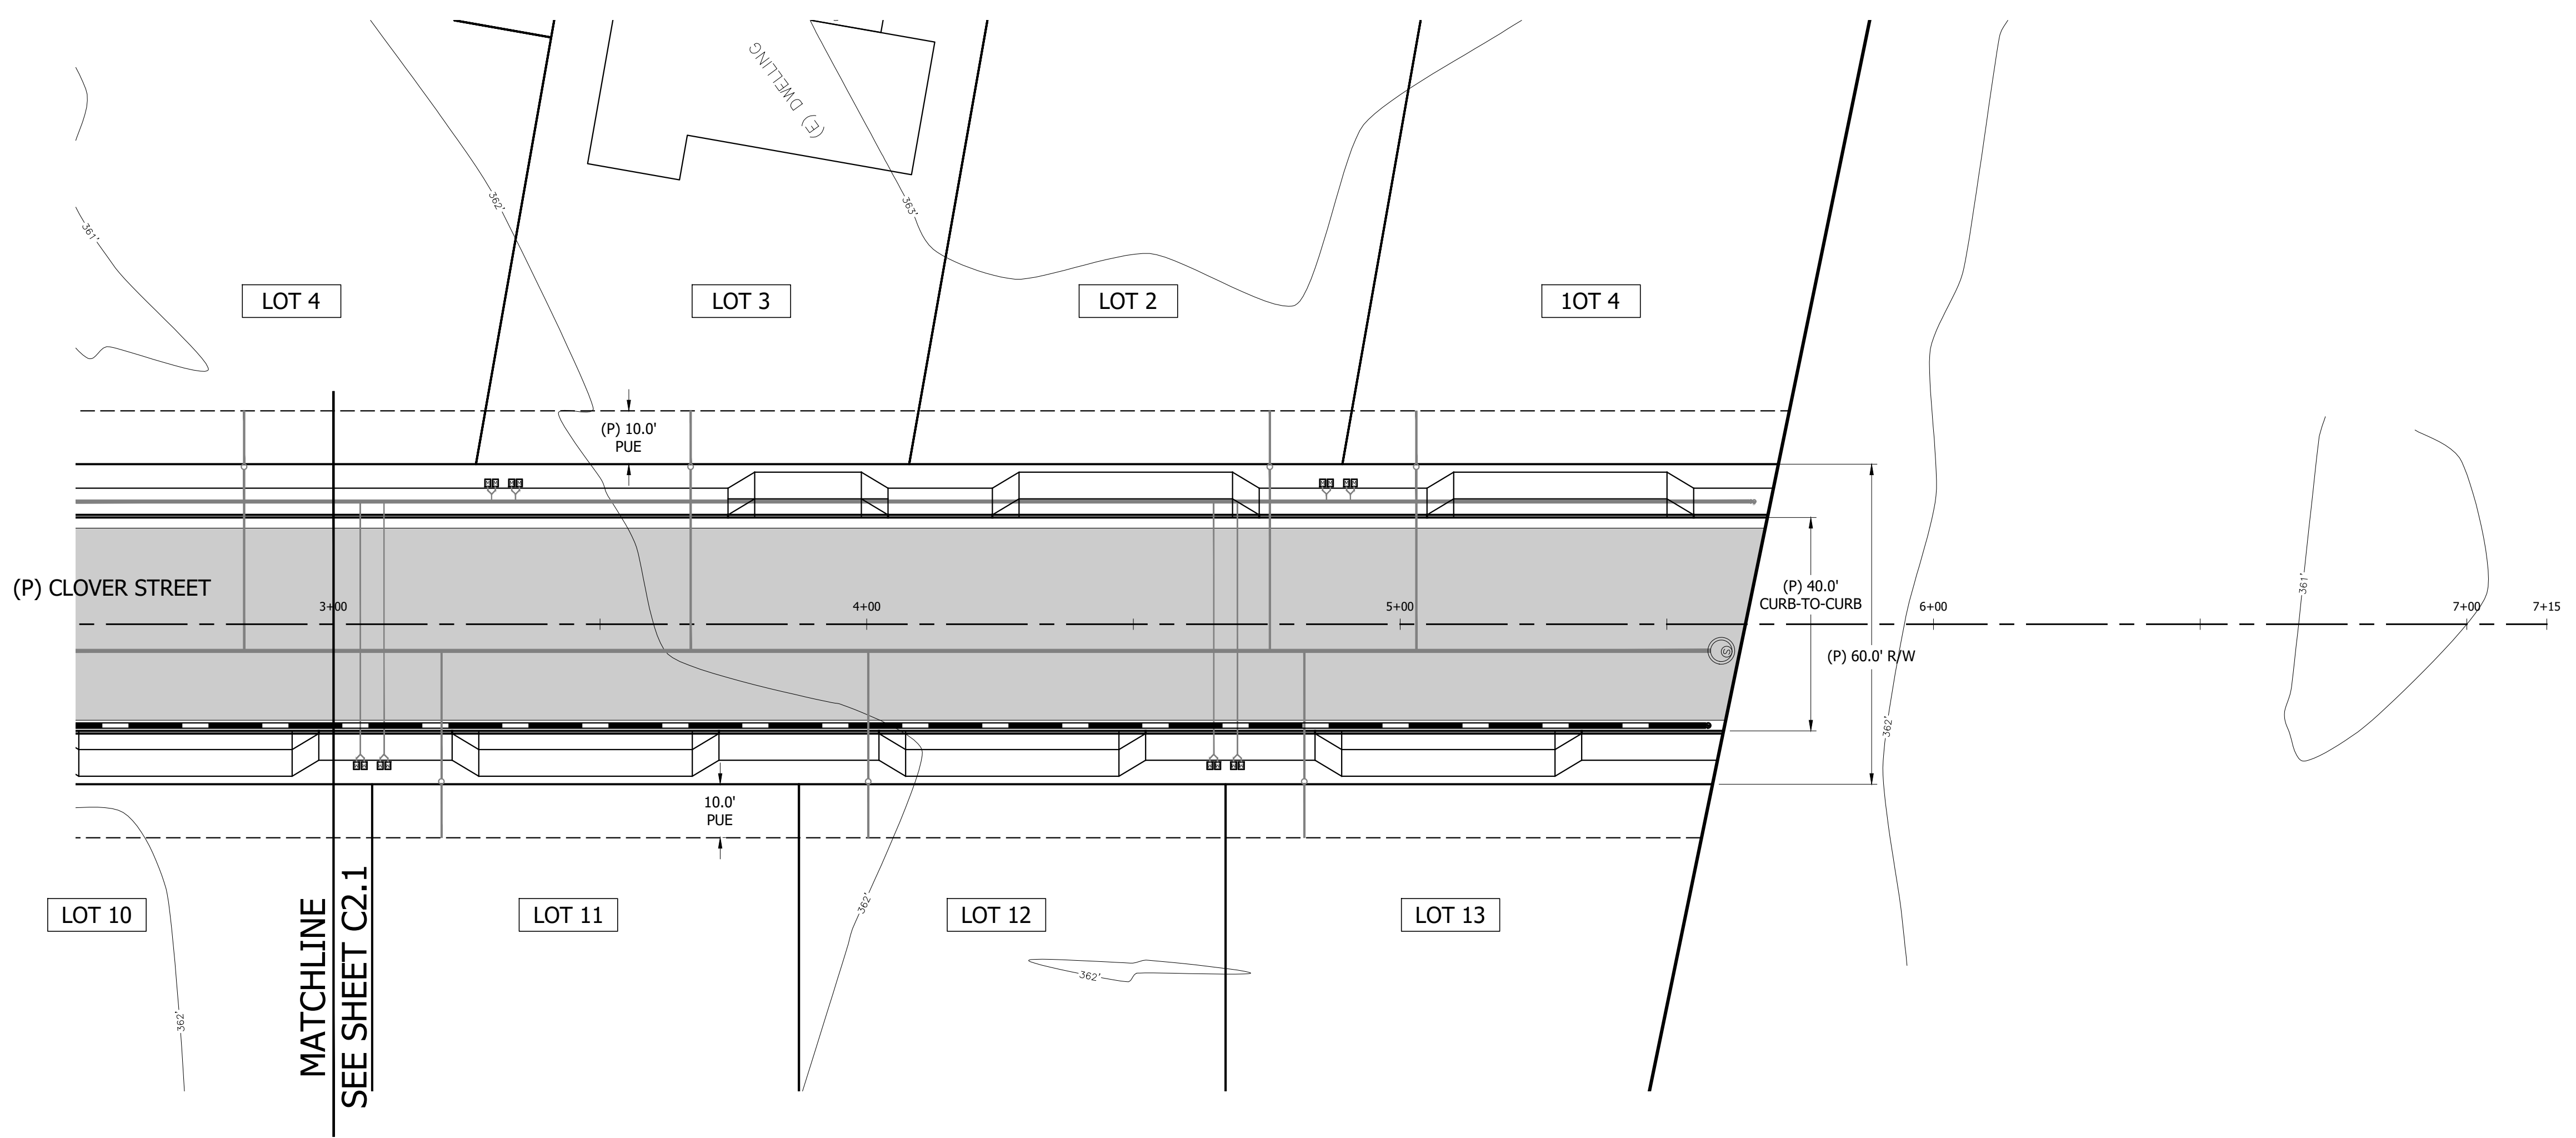 (E) DWELLING
362'
363'
361'
LOT 4
LOT 3
LOT 2
1OT 4
(P) 10.0'
PUE
(P) CLOVER STREET
3+00
4+00
5+00
6+00
7+00
7+15
(P) 40.0'
CURB-TO-CURB
361'
(P) 60.0' R/W
S
362'
10.0'
PUE
LOT 10
LOT 11
LOT 12
LOT 13
362'
362'
362'
MATCHLINE
SEE SHEET C2.1